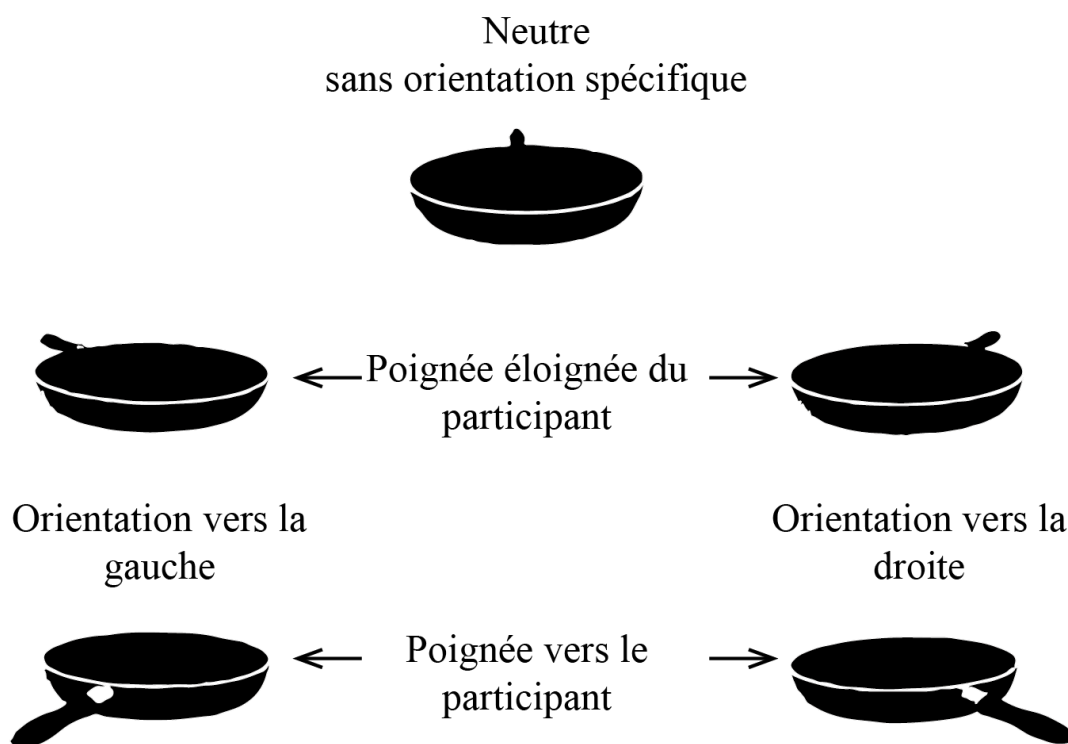 Neutre
sans orientation spécifique
Poignée éloignée du
participant
Orientation vers la
gauche
Orientation vers la
droite
Poignée vers le
participant